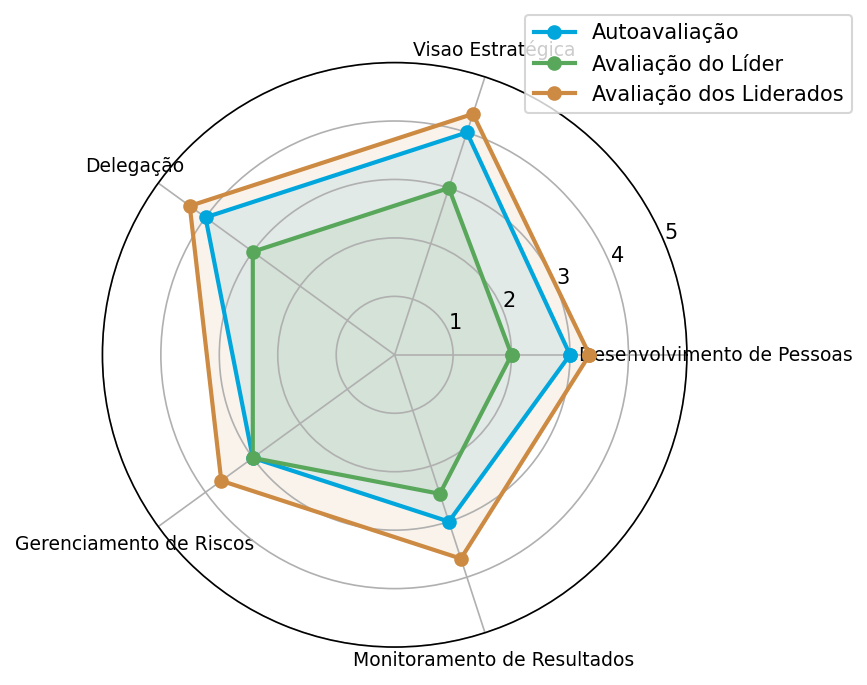 Visao Estratégica
Autoavaliação
Avaliação do Líder
Avaliação dos Liderados
Delegação
5
4
3
2
1
Desenvolvimento de Pessoas
Gerenciamento de Riscos
Monitoramento de Resultados